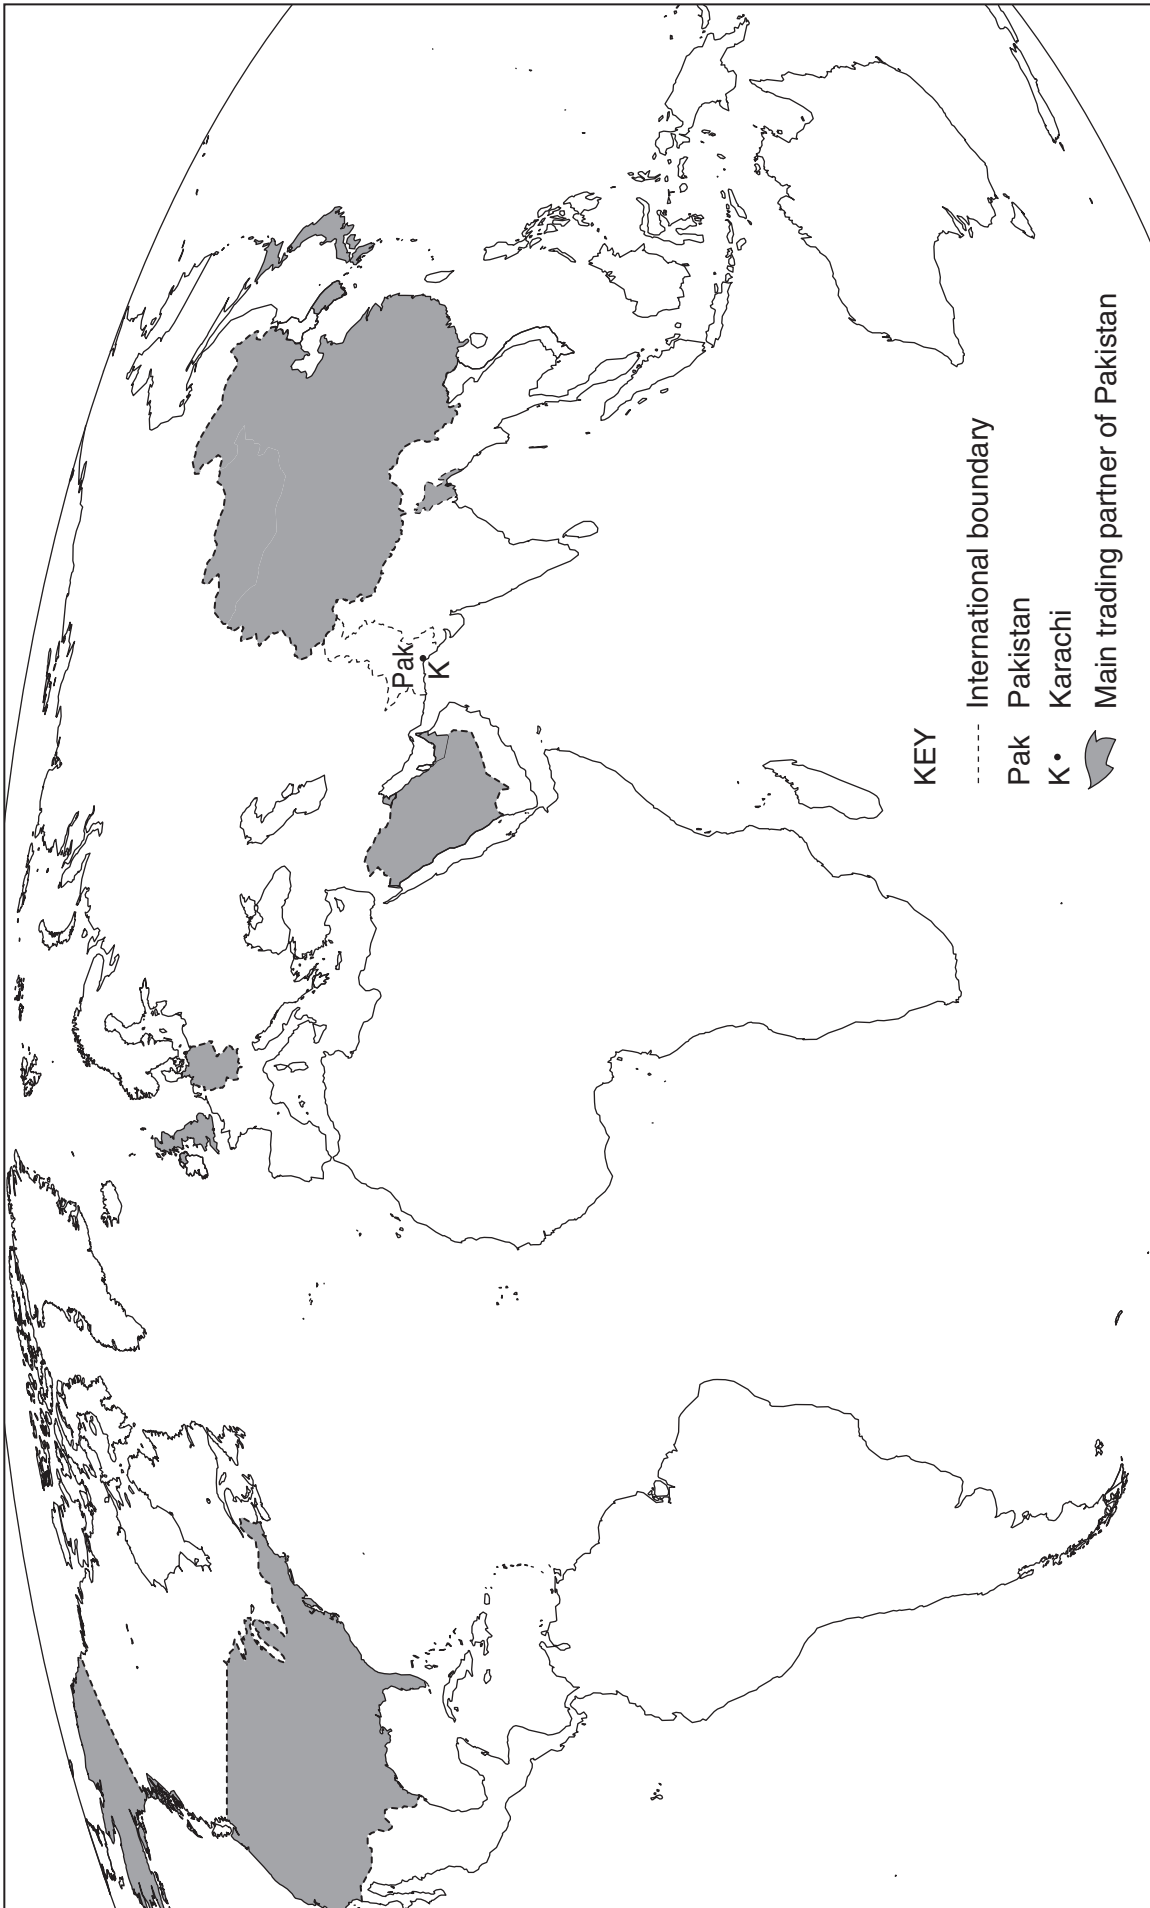 Pak
K
KEY
International boundary
Pak Pakistan
K • Karachi
Main trading partner of Pakistan